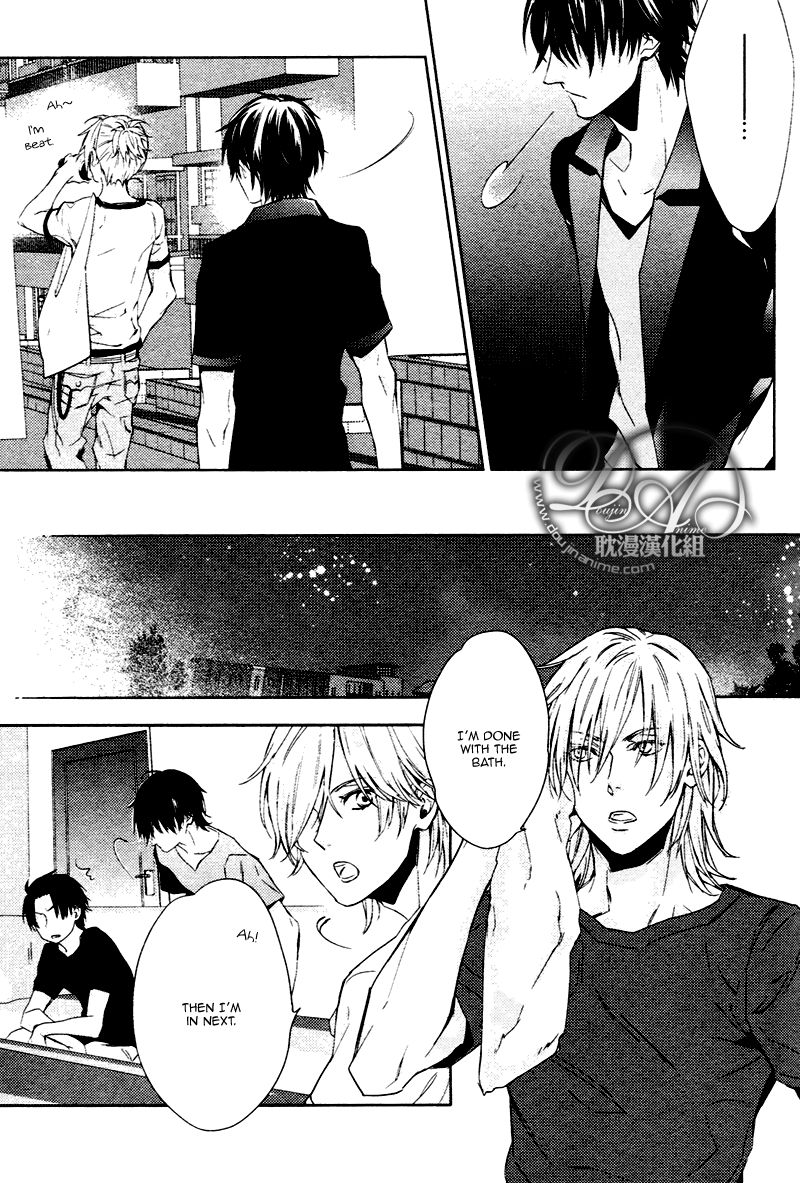 ......
Ah~
I'm
Beat.
www.doujinanime.com
Doujin
Anime
耽漫漢化組
I'M DONE
WITH THE
BATH.
Ah!
THEN I'M
IN NEXT.